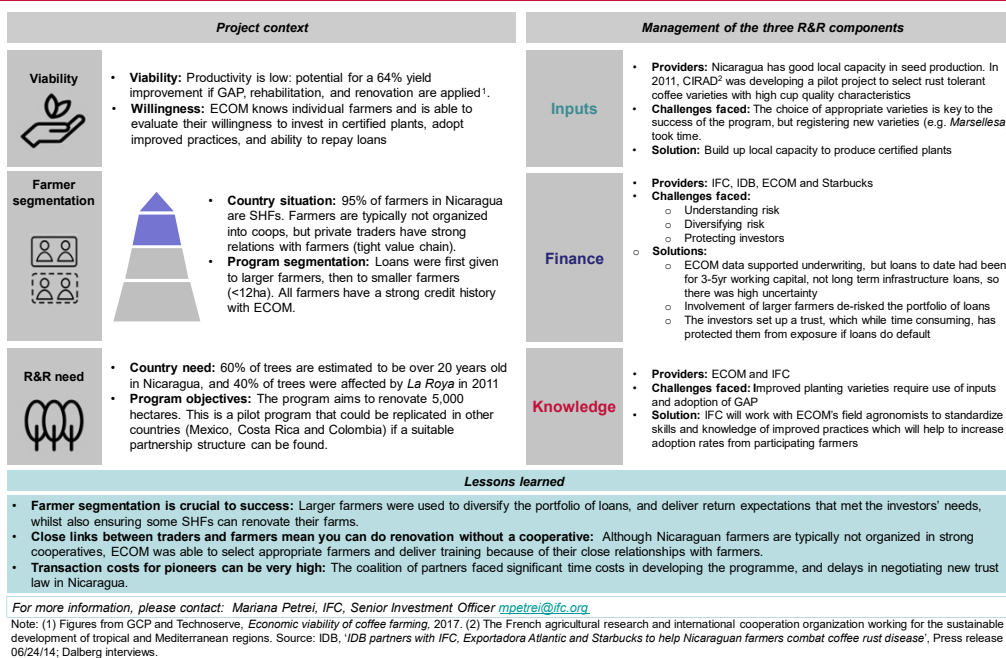 Project context
Viability
• Viability: Productivity is low: potential for a 64% yield
improvement if GAP, rehabilitation, and renovation are applied¹.
• Willingness: ECOM knows individual farmers and is able to
evaluate their willingness to invest in certified plants, adopt
improved practices, and ability to repay loans
Farmer
segmentation
• Country situation: 95% of farmers in Nicaragua
are SHFs. Farmers are typically not organized
into coops, but private traders have strong
relations with farmers (tight value chain).
• Program segmentation: Loans were first given
to larger farmers, then to smaller farmers
(<12ha). All farmers have a strong credit history
with ECOM.
R&R need
• Country need: 60% of trees are estimated to be over 20 years old
in Nicaragua, and 40% of trees were affected by La Roya in 2011
• Program objectives: The program aims to renovate 5,000
hectares. This is a pilot program that could be replicated in other
countries (Mexico, Costa Rica and Colombia) if a suitable
partnership structure can be found.
Management of the three R&R components
Inputs
• Providers: Nicaragua has good local capacity in seed production. In
2011, CIRAD² was developing a pilot project to select rust tolerant
coffee varieties with high cup quality characteristics
• Challenges faced: The choice of appropriate varieties is key to the
success of the program, but registering new varieties (e.g. Marsellesa
took time.
• Solution: Build up local capacity to produce certified plants
Finance
• Providers: IFC, IDB, ECOM and Starbucks
• Challenges faced:
o Understanding risk
o Diversifying risk
o Protecting investors
o Solutions:
o ECOM data supported underwriting, but loans to date had been
for 3-5yr working capital, not long term infrastructure loans, so
there was high uncertainty
o Involvement of larger farmers de-risked the portfolio of loans
o The investors set up a trust, which while time consuming, has
protected them from exposure if loans do default
Knowledge
• Providers: ECOM and IFC
• Challenges faced: Improved planting varieties require use of inputs
and adoption of GAP
• Solution: IFC will work with ECOM's field agronomists to standardize
skills and knowledge of improved practices which will help to increase
adoption rates from participating farmers
Lessons learned
• Farmer segmentation is crucial to success: Larger farmers were used to diversify the portfolio of loans, and deliver return expectations that met the investors' needs,
whilst also ensuring some SHFs can renovate their farms.
• Close links between traders and farmers mean you can do renovation without a cooperative: Although Nicaraguan farmers are typically not organized in strong
cooperatives, ECOM was able to select appropriate farmers and deliver training because of their close relationships with farmers.
• Transaction costs for pioneers can be very high: The coalition of partners faced significant time costs in developing the programme, and delays in negotiating new trust
law in Nicaragua.
For more information, please contact: Mariana Petrei, IFC, Senior Investment Officer mpetrei@ifc.org
Note: (1) Figures from GCP and Technoserve, Economic viability of coffee farming, 2017. (2) The French agricultural research and international cooperation organization working for the sustainable
development of tropical and Mediterranean regions. Source: IDB, 'IDB partners with IFC, Exportadora Atlantic and Starbucks to help Nicaraguan farmers combat coffee rust disease', Press release
06/24/14; Dalberg interviews.